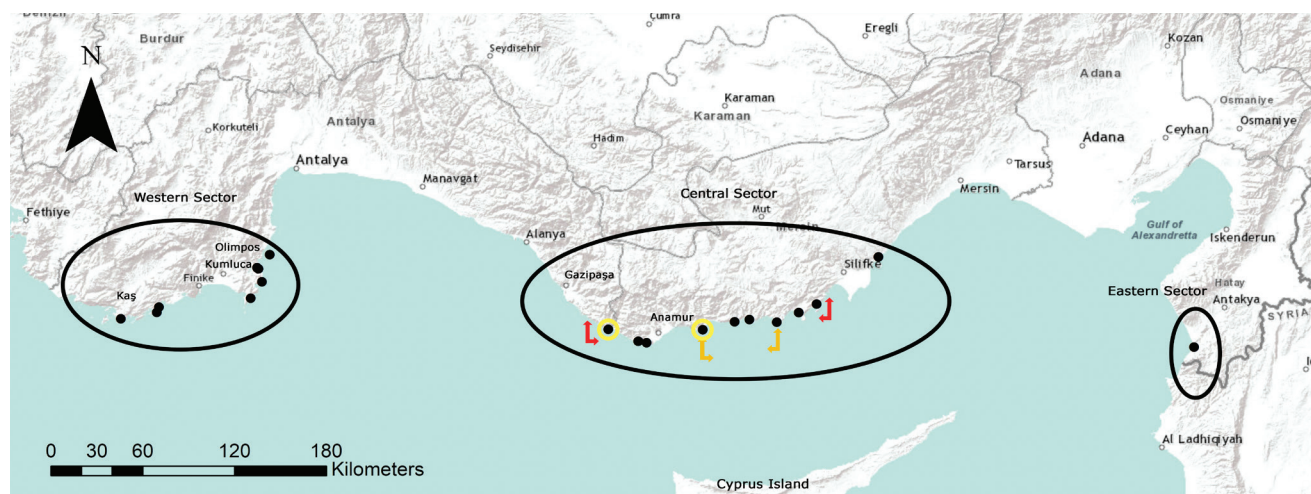 Denizli
Burdur
Çumra
Eregli
Seydisehir
Kozan
N
Adana
Karaman
Karaman
Osmaniye
Osmaniye
Korkuteli
Antalya
Hadim
Adana
Ceyhan
Antalya
Tarsus
Manavgat
Mersin
Western Sector
Central Sector
Mut
Mersin
Fethiye
Gulf of
Alexandretta
Iskenderun
Alanya
Olimpos
Kumluca
Finike
Silifke
Gazipaşa
Hatay
Eastern Sector
Antakya
SYRIA
Kaş
Anamur
0 30 60 120 180
Kilometers
Al Ladhiqiyah
Cyprus Island